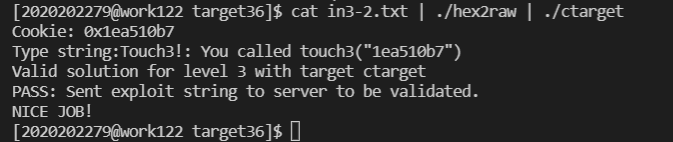 [2020202279@work122 target36]$ cat in3-2.txt | ./hex2raw | ./ctarget
Cookie: 0x1ea510b7
Type string:Touch3!: You called touch3("1ea510b7")
Valid solution for level 3 with target ctarget
PASS: Sent exploit string to server to be validated.
NICE JOB!
[2020202279@work122 target36]$